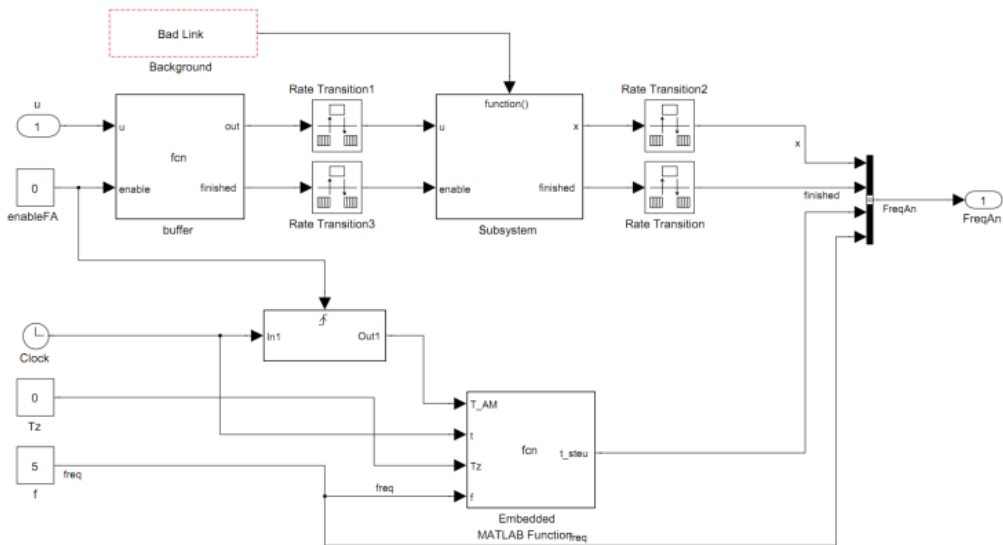 Bad Link
Background
u
1
u
fcn
out
enable
finished
buffer
0
enableFA
Rate Transition1
Rate Transition3
function()
u
x
enable
finished
Subsystem
Rate Transition2
Rate Transition
x
finished
FreqAn
1
FreqAn
Clock
In1
Out1
0
Tz
5
f
freq
freq
T_AM
t
Tz
f
fcn
t_steu
Embedded
MATLAB Function
freq